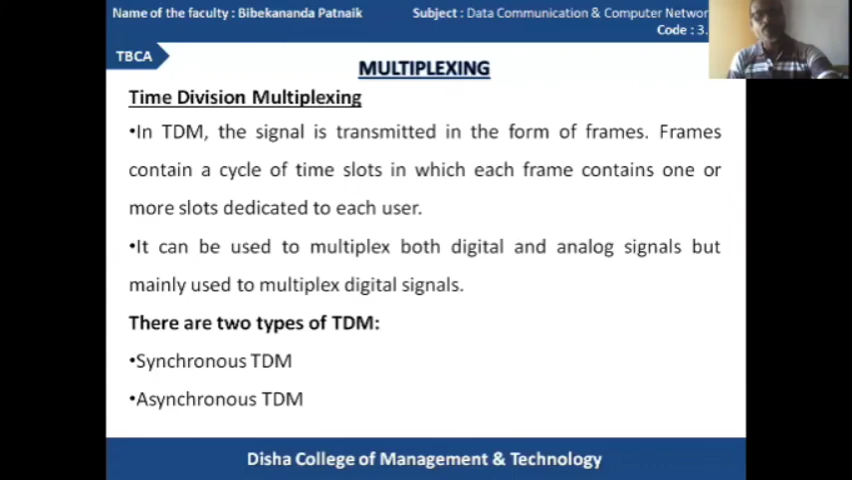 Name of the faculty : Bibekananda Patnaik
Subject : Data Communication & Computer
Code : 3.
TBCA
MULTIPLEXING
Time Division Multiplexing
•In TDM, the signal is transmitted in the form of frames. Frames
contain a cycle of time slots in which each frame contains one or
more slots dedicated to each user.
•It can be used to multiplex both digital and analog signals but
mainly used to multiplex digital signals.
There are two types of TDM:
•Synchronous TDM
•Asynchronous TDM
Disha College of Management & Technology